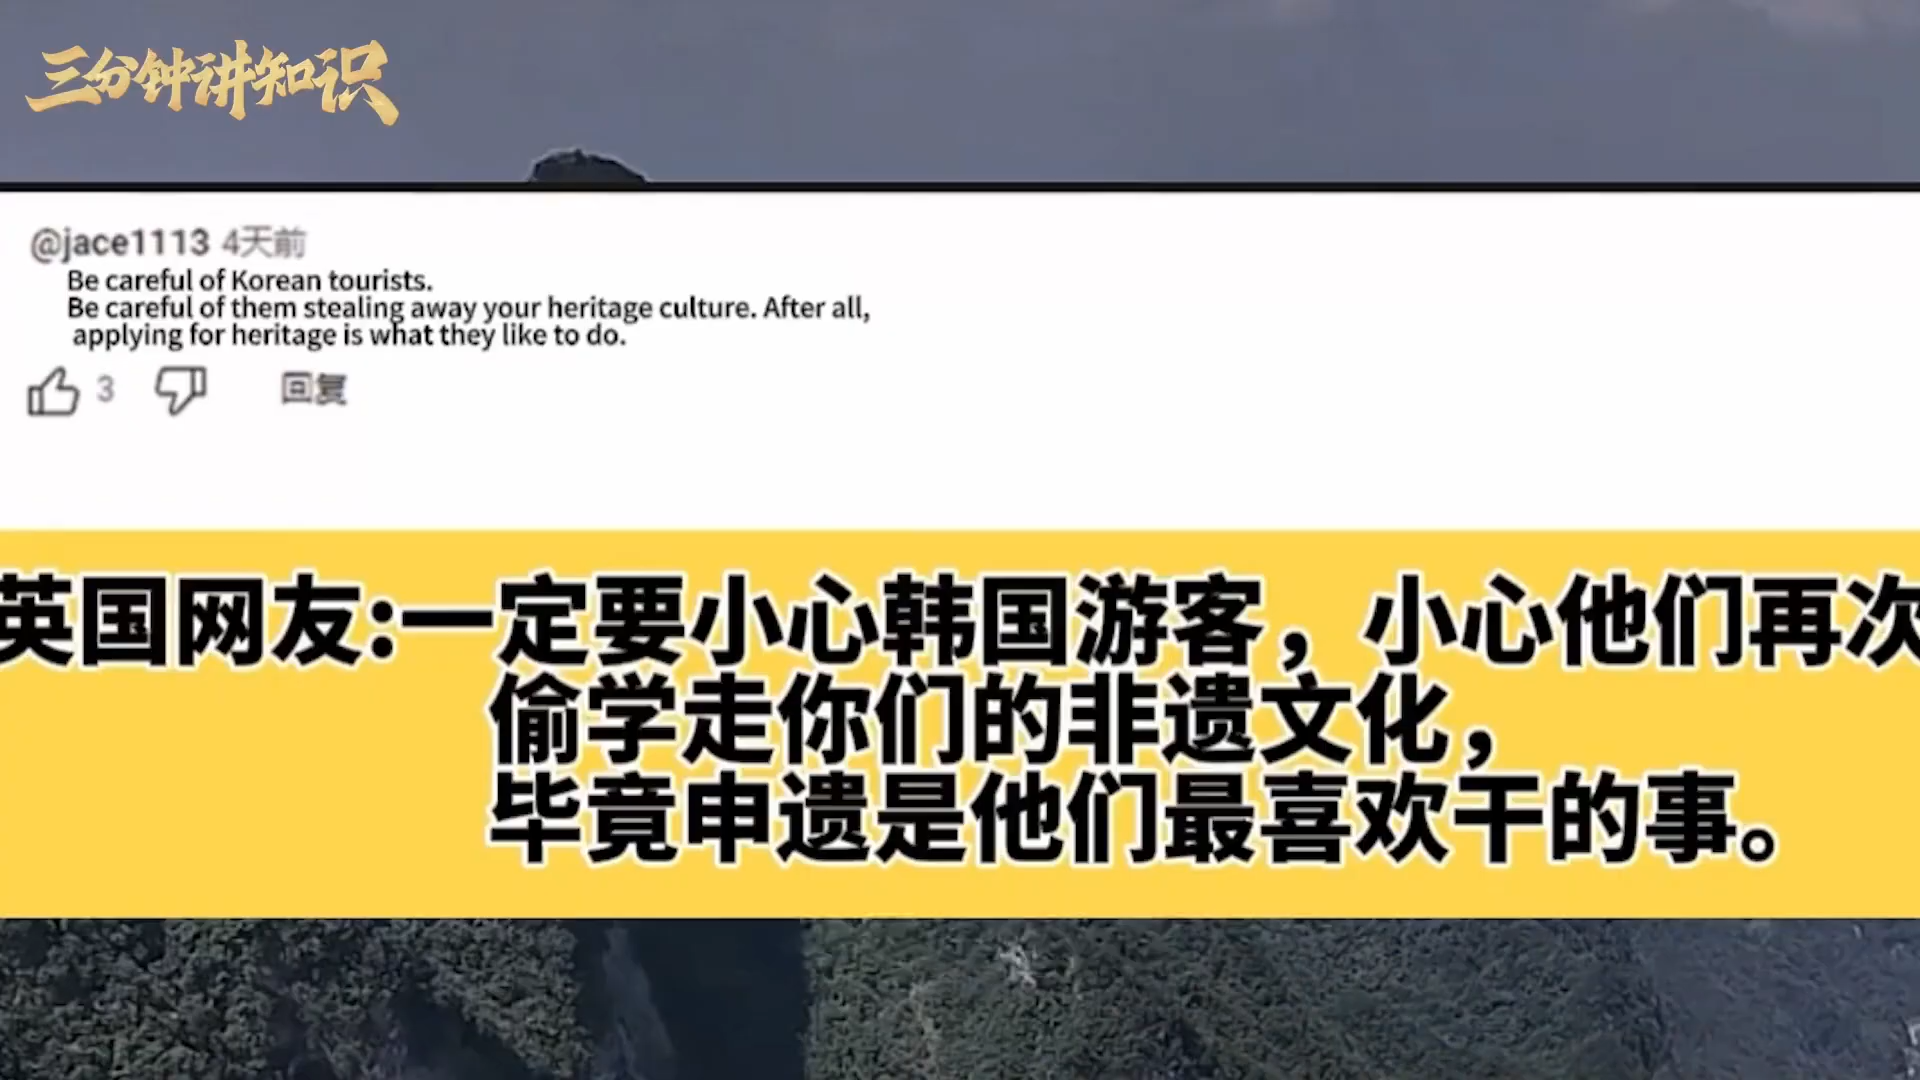 三分钟讲知识
@jace1113 4天前
Be careful of Korean tourists.
Be careful of them stealing away your heritage culture. After all,
applying for heritage is what they like to do.
3 回复
英国网友:一定要小心韩国游客，小心他们再次
偷学走你们的非遗文化，
毕竟申遗是他们最喜欢干的事。